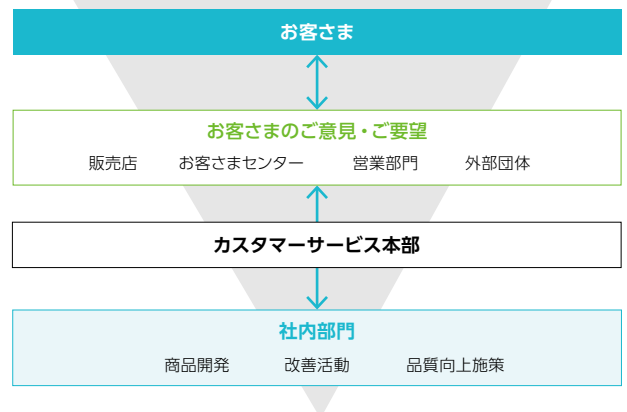 お客さま
お客さまのご意見・ご要望
販売店 お客さまセンター 営業部門 外部団体
カスタマーサービス本部
社内部門
商品開発 改善活動 品質向上施策